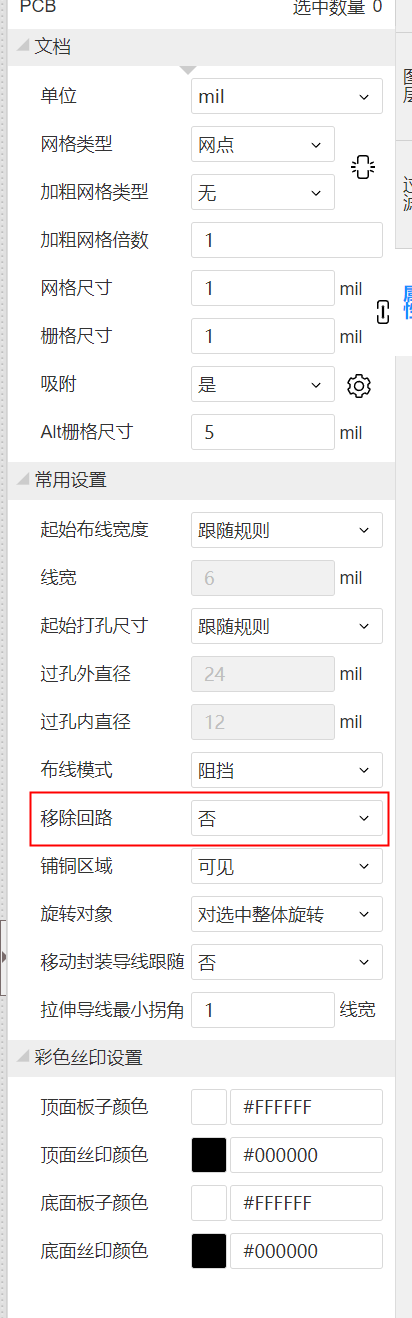 PCB 选中数量 0
文档
单位 mil
网格类型 网点
加粗网格类型 无
加粗网格倍数 1
网格尺寸 1 mil
栅格尺寸 1 mil
吸附 是
Alt栅格尺寸 5 mil
常用设置
起始布线宽度 跟随规则
线宽 6 mil
起始打孔尺寸 跟随规则
过孔外直径 24 mil
过孔内直径 12 mil
布线模式 阻挡
移除回路 否
铺铜区域 可见
旋转对象 对选中整体旋转
移动封装导线跟随 否
拉伸导线最小拐角 1 线宽
彩色丝印设置
顶面板子颜色 #FFFFFF
顶面丝印颜色 #000000
底面板子颜色 #FFFFFF
底面丝印颜色 #000000
图层
属性